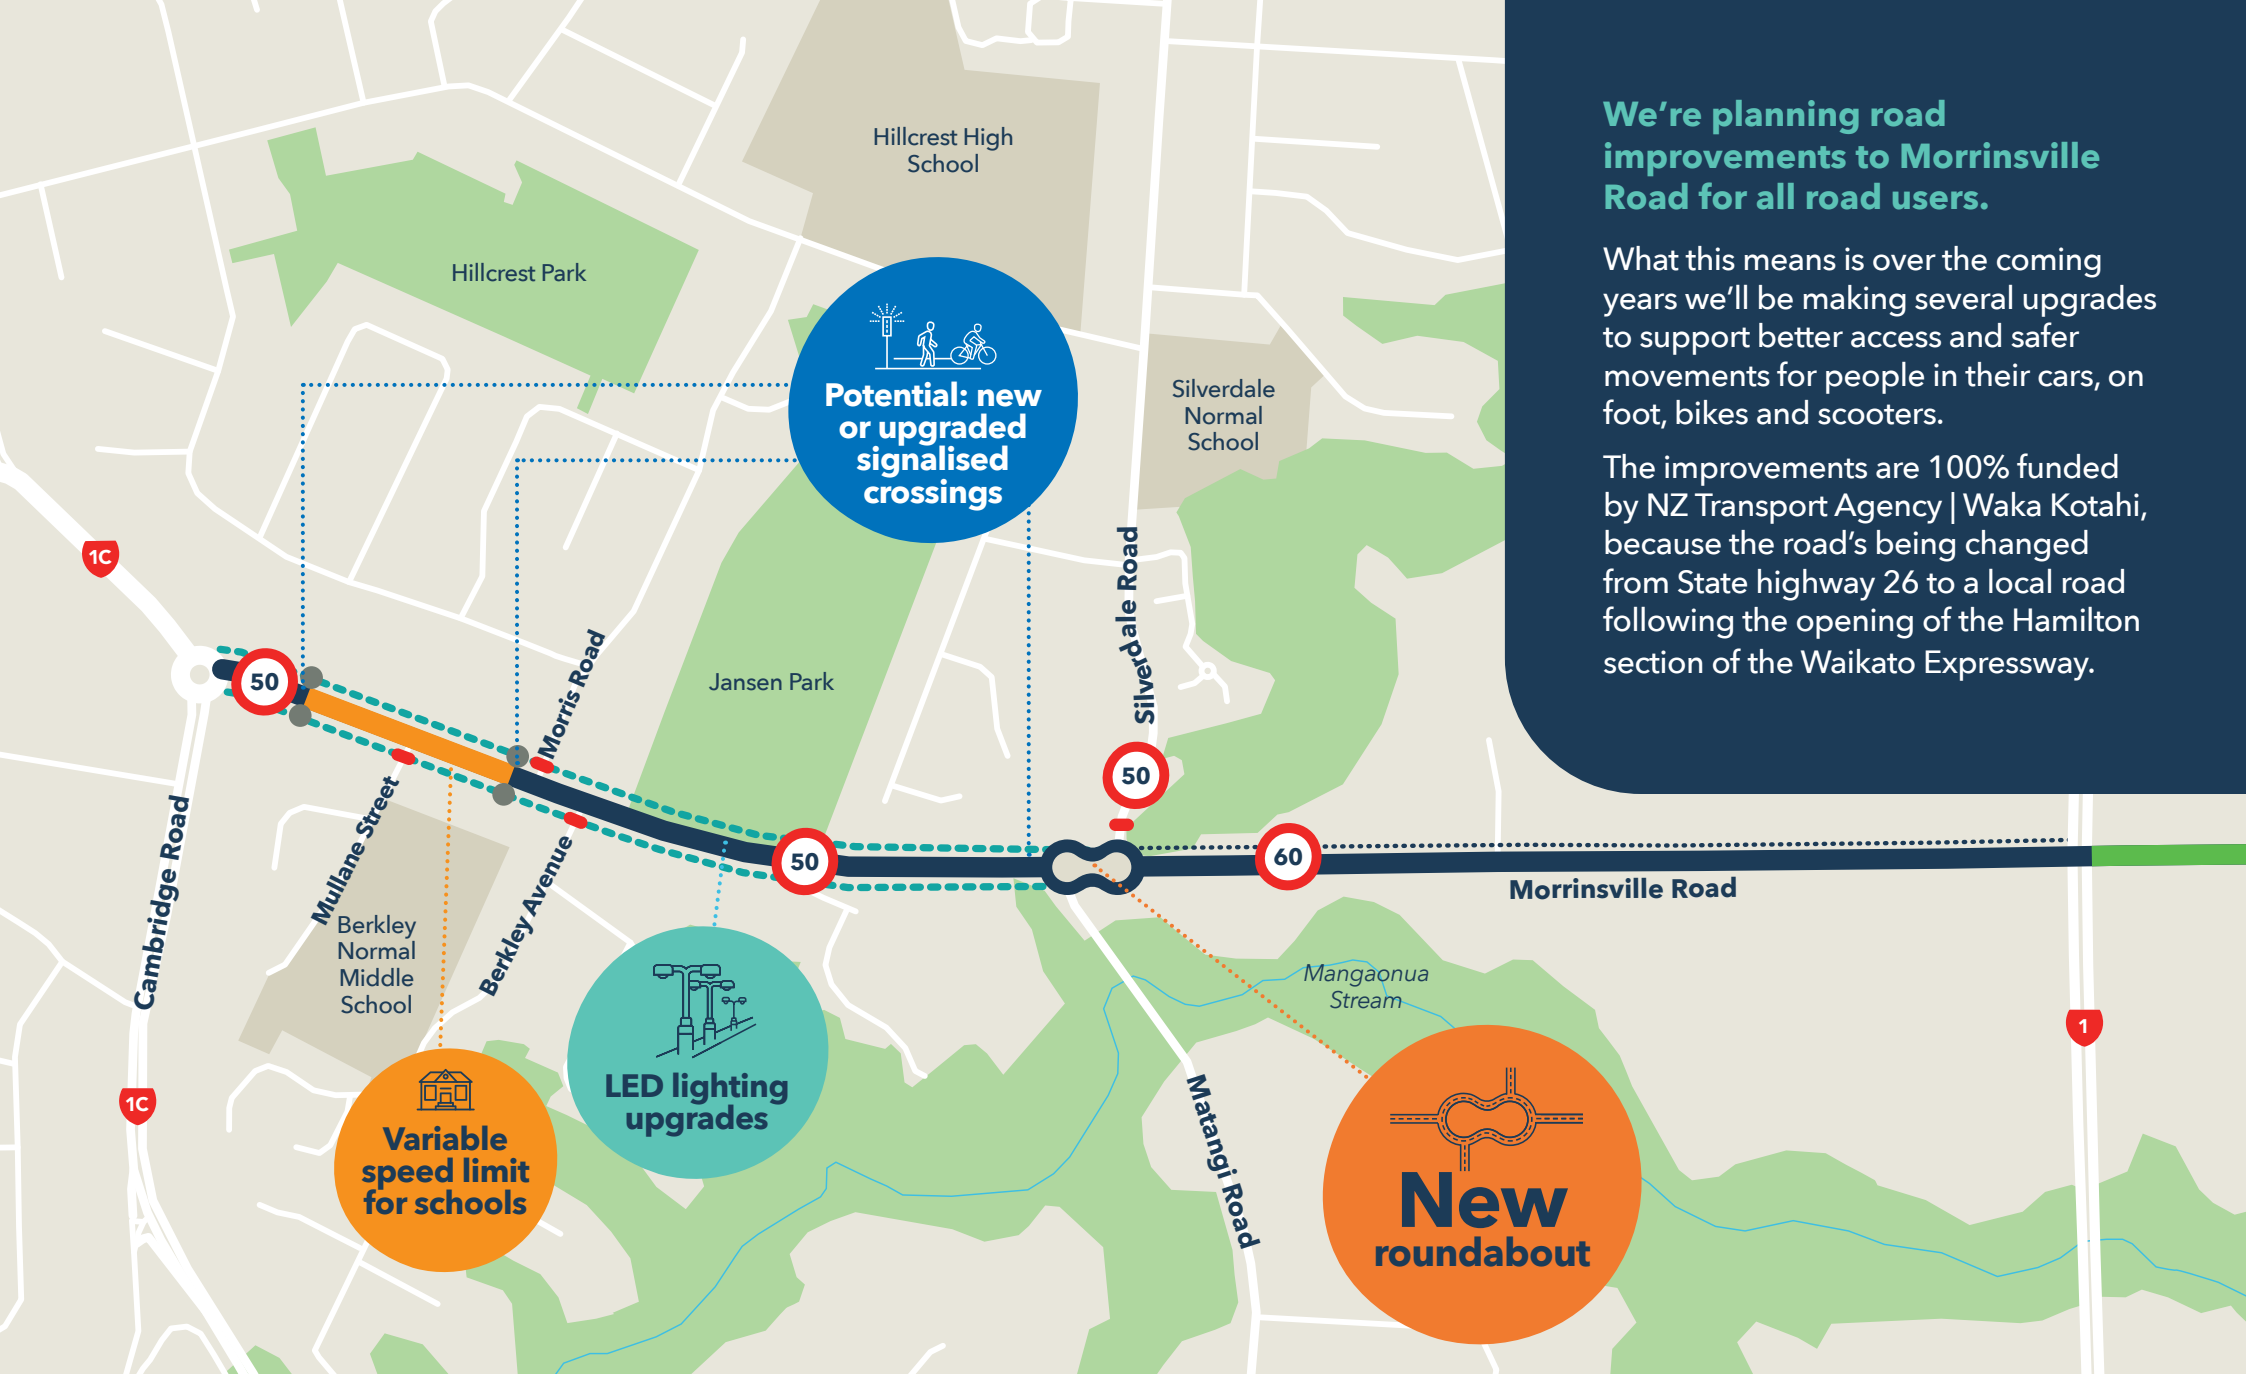 We're planning road
improvements to Morrinsville
Road for all road users.
What this means is over the coming
years we'll be making several upgrades
to support better access and safer
movements for people in their cars, on
foot, bikes and scooters.
The improvements are 100% funded
by NZ Transport Agency | Waka Kotahi,
because the road's being changed
from State highway 26 to a local road
following the opening of the Hamilton
section of the Waikato Expressway.
Hillcrest High
School
Hillcrest Park
Potential: new
or upgraded
signalised
crossings
Silverdale
Normal
School
1C
Silverdale Road
Morris Road
Jansen Park
50
50
50
60
Morrinsville Road
Cambridge Road
Mullane Street
Berkley Avenue
Berkley
Normal
Middle
School
Mangaonua
Stream
1
1C
LED lighting
upgrades
Variable
speed limit
for schools
Matangi Road
New
roundabout